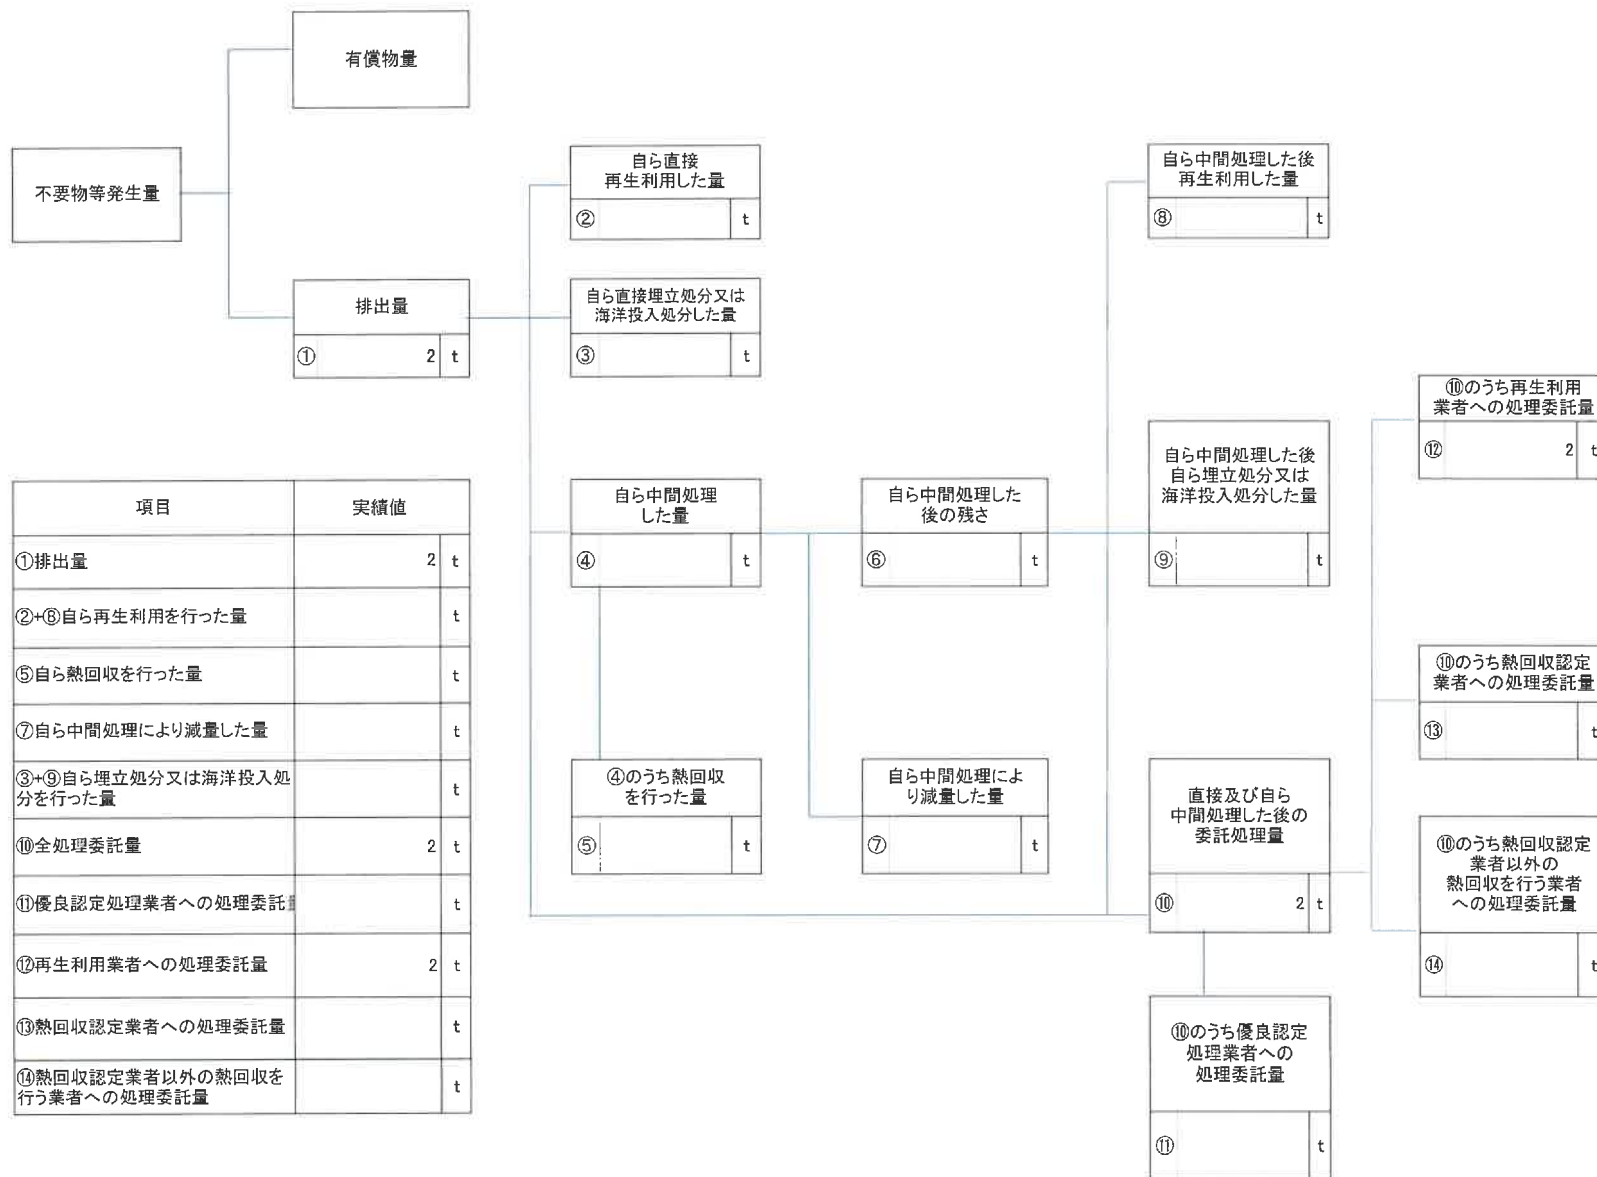 有償物量
不要物等発生量
排出量
① 2 t
自ら直接
再生利用した量
② t
自ら直接埋立処分又は
海洋投入処分した量
③ t
自ら中間処理
した量
④ t
④のうち熱回収
を行った量
⑤ t
自ら中間処理した
後の残さ
⑥ t
自ら中間処理によ
り減量した量
⑦ t
自ら中間処理した後
再生利用した量
⑧ t
自ら中間処理した後
自ら埋立処分又は
海洋投入処分した量
⑨ t
直接及び自ら
中間処理した後の
委託処理量
⑩ 2 t
⑩のうち優良認定
処理業者への
処理委託量
⑪ t
⑩のうち再生利用
業者への処理委託量
⑫ 2 t
⑩のうち熱回収認定
業者への処理委託量
⑬ t
⑩のうち熱回収認定
業者以外の
熱回収を行う業者
への処理委託量
⑭ t
項目 実績値
①排出量 2 t
②+⑧自ら再生利用を行った量 t
⑤自ら熱回収を行った量 t
⑦自ら中間処理により減量した量 t
③+⑨自ら埋立処分又は海洋投入処
分を行った量 t
⑩全処理委託量 2 t
⑪優良認定処理業者への処理委託 t
⑫再生利用業者への処理委託量 2 t
⑬熱回収認定業者への処理委託量 t
⑭熱回収認定業者以外の熱回収を
行う業者への処理委託量 t